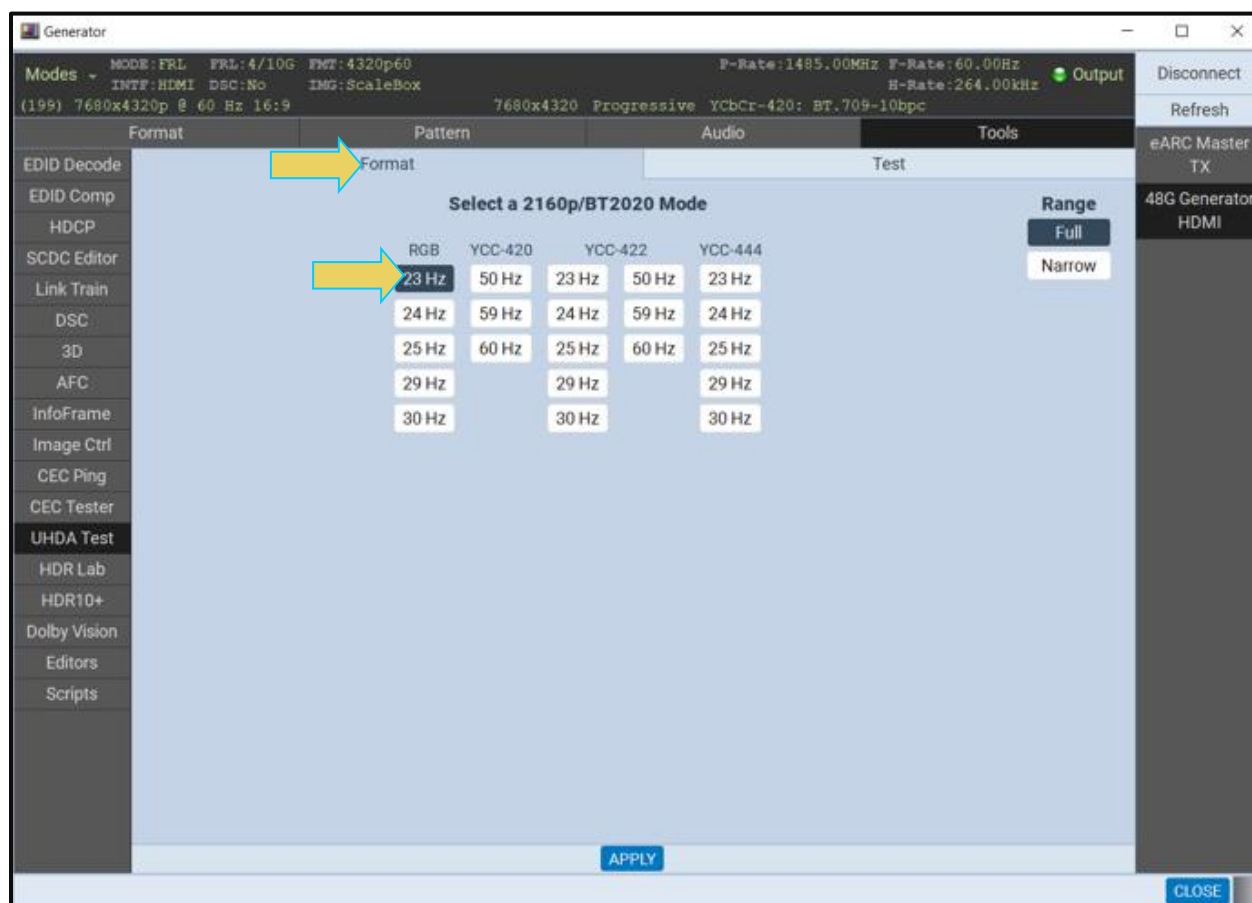 Generator
Modes MODE:FRL FRL:4/10G FMT:4320p60 P-Rate:1485.00MHz F-Rate:60.00Hz Output
INTF:HDMI DSC:No IMG:ScaleBox H-Rate:264.00kHz
(199) 7680x4320p @ 60 Hz 16:9 7680x4320 Progressive YCbCr-420: BT.709-10bpc
Disconnect
Refresh
Format Pattern Audio Tools
eARC Master
TX
48G Generator
HDMI
EDID Decode
EDID Comp
HDCP
SCDC Editor
Link Train
DSC
3D
AFC
InfoFrame
Image Ctrl
CEC Ping
CEC Tester
UHDA Test
HDR Lab
HDR10+
Dolby Vision
Editors
Scripts
Format Test
Select a 2160p/BT2020 Mode
RGB YCC-420 YCC-422 YCC-444
23 Hz 50 Hz 23 Hz 50 Hz 23 Hz
24 Hz 59 Hz 24 Hz 59 Hz 24 Hz
25 Hz 60 Hz 25 Hz 60 Hz 25 Hz
29 Hz 29 Hz 29 Hz
30 Hz 30 Hz 30 Hz
Range
Full
Narrow
APPLY
CLOSE